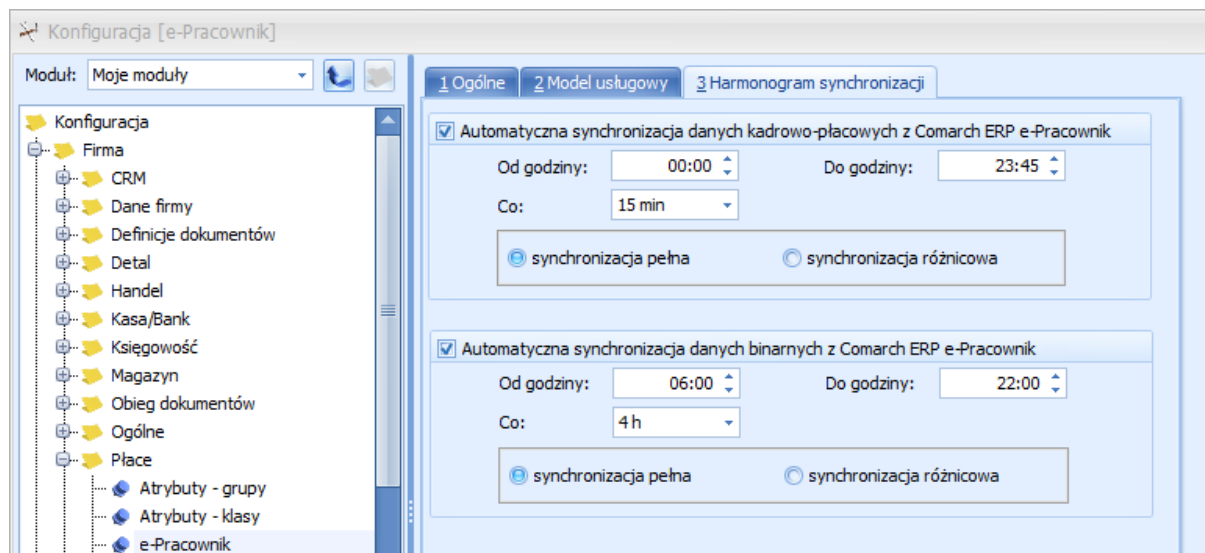 Konfiguracja [e-Pracownik]
Moduł: Moje moduły
Konfiguracja
Firma
CRM
Dane firmy
Definicje dokumentów
Detal
Handel
Kasa/Bank
Księgowość
Magazyn
Obieg dokumentów
Ogólne
Płace
Atrybuty - grupy
Atrybuty - klasy
e-Pracownik
1 Ogólne 2 Model usługowy 3 Harmonogram synchronizacji
Automatyczna synchronizacja danych kadrowo-płacowych z Comarch ERP e-Pracownik
Od godziny: 00:00 Do godziny: 23:45
Co: 15 min
synchronizacja pełna synchronizacja różnicowa
Automatyczna synchronizacja danych binarnych z Comarch ERP e-Pracownik
Od godziny: 06:00 Do godziny: 22:00
Co: 4 h
synchronizacja pełna synchronizacja różnicowa